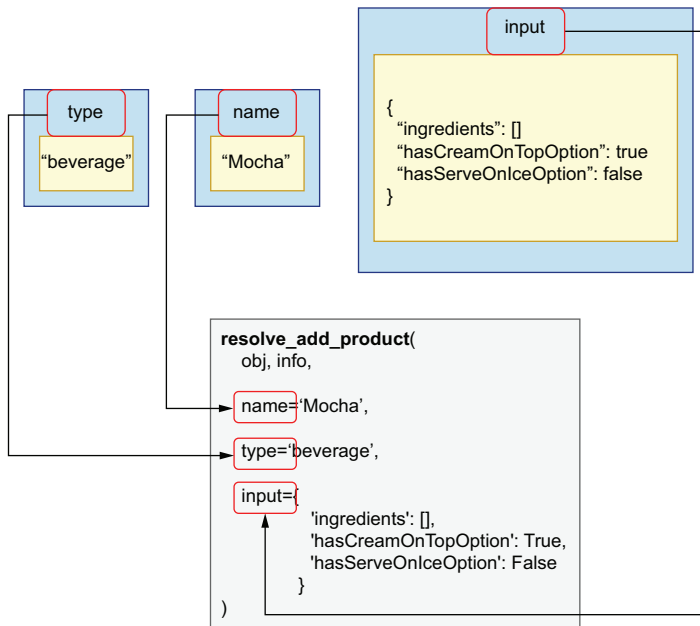 input
type
name
“beverage”
“Mocha”
{
“ingredients”: []
“hasCreamOnTopOption”: true
“hasServeOnIceOption”: false
}
resolve_add_product(
obj, info,
name=‘Mocha’,
type=‘beverage’,
input={
'ingredients': [],
'hasCreamOnTopOption': True,
'hasServeOnIceOption': False
}
)